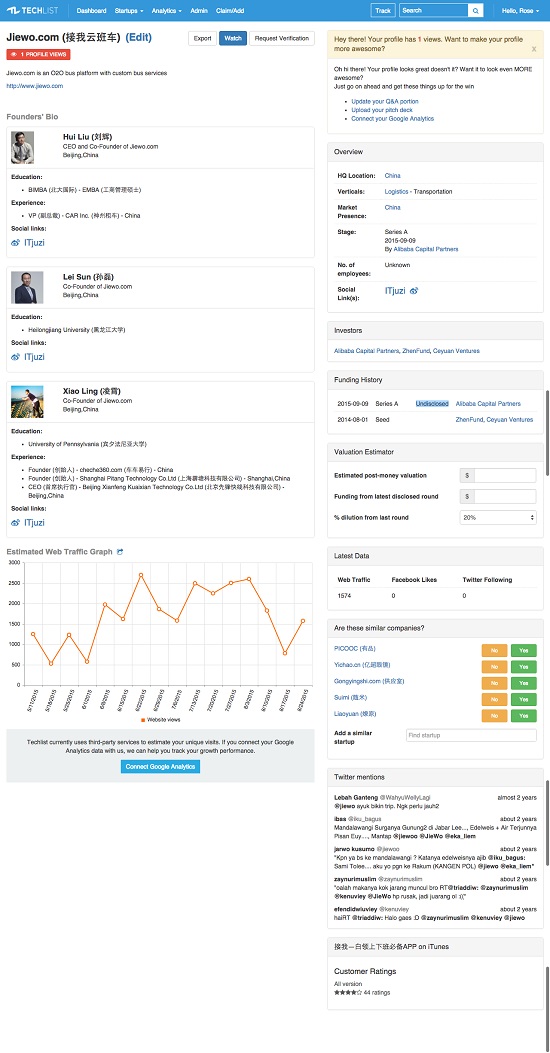 TECHLIST Dashboard Startups Analytics Admin Claim/Add Track Search Hello, Rose
Jiewo.com (接我云班车) (Edit)
Export Watch Request Verification
1 PROFILE VIEWS
Jiewo.com is an O2O bus platform with custom bus services
http://www.jiewo.com
Founders' Bio
Hui Liu (刘辉)
CEO and Co-Founder of Jiewo.com
Beijing,China
Education:
BIMBA (北大国际) - EMBA (工商管理硕士)
Experience:
VP (副总裁) - CAR Inc. (神州租车) - China
Social links:
ITjuzi
Lei Sun (孙磊)
Co-Founder of Jiewo.com
Beijing,China
Education:
Heilongjiang University (黑龙江大学)
Social links:
ITjuzi
Xiao Ling (凌霄)
Co-Founder of Jiewo.com
Beijing,China
Education:
University of Pennsylvania (宾夕法尼亚大学)
Experience:
Founder (创始人) - cheche360.com (车车易行) - China
Founder (创始人) - Shanghai Pitang Technology Co.Ltd (上海碧塘科技有限公司) - Shanghai,China
CEO (首席执行官) - Beijing Xianfeng Kuaixian Technology Co.Ltd (北京先锋快线科技有限公司) -
Beijing,China
Social links:
ITjuzi
Estimated Web Traffic Graph
3000
2500
2000
1500
1000
500
0
5/11/2015 5/18/2015 5/25/2015 6/1/2015 6/8/2015 6/15/2015 6/22/2015 6/29/2015 7/6/2015 7/13/2015 7/20/2015 7/27/2015 8/3/2015 9/10/2015 9/17/2015 9/24/2015
Website views
Techlist currently uses third-party services to estimate your unique visits. If you connect your Google
Analytics data with us, we can help you track your growth performance.
Connect Google Analytics
Hey there! Your profile has 1 views. Want to make your profile
more awesome? x
Oh hi there! Your profile looks great doesn't it? Want it to look even MORE
awesome?
Just go on ahead and get these things up for the win
Update your Q&A portion
Upload your pitch deck
Connect your Google Analytics
Overview
HQ Location: China
Verticals: Logistics - Transportation
Market
Presence: China
Stage: Series A
2015-09-09
By Alibaba Capital Partners
No. of
employees: Unknown
Social
Link(s): ITjuzi
Investors
Alibaba Capital Partners, ZhenFund, Ceyuan Ventures
Funding History
2015-09-09 Series A Undisclosed Alibaba Capital Partners
2014-08-01 Seed ZhenFund, Ceyuan Ventures
Valuation Estimator
Estimated post-money valuation $
Funding from latest disclosed round $
% dilution from last round 20%
Latest Data
Web Traffic Facebook Likes Twitter Following
1574 0 0
Are these similar companies?
PICOOC (有品) No Yes
Yichao.cn (亿超眼镜) No Yes
Gongyingshi.com (供应室) No Yes
Suimi No Yes
Liaoyuan (燎原) No Yes
Add a similar
startup Find startup
Twitter mentions
Lebah Ganteng @WahyuWellyLagi almost 2 years
@jiewo syuk bikin trip. Ngk perlu jauh2
ibas @iku_bagus about 2 years
Mandalawangi Surganya Gunung2 di Jabar Lee..., Edelweis + Air Terjunnya
Pisan Euy...., Mantap @jiewoo @JieWo @eka_liem
jarwo kusumo @jiewoo about 2 years
"Kpn ya bs ke mandalawangi ? Katanya edelweisnya ajib @iku_bagus:
Sami Tolee.... aku yo pgn ke Rakum (KANGEN POL) @jiewo @eka_liem"
zaynurimuslim @zaynurimuslim about 2 years
"oalah makanya kok jarang muncul bro RT@triaddiw: @zaynurimuslim
@kenuviey @JieWo hp rusak, jadi juarang ol :(("
efendidwiuviey @kenuviey about 2 years
haiRT @triaddiw: Halo gaes :D @zaynurimuslim @kenuviey @jiewo
接我—白领上下班必备APP on iTunes
Customer Ratings
All version
★★★★☆ 44 ratings